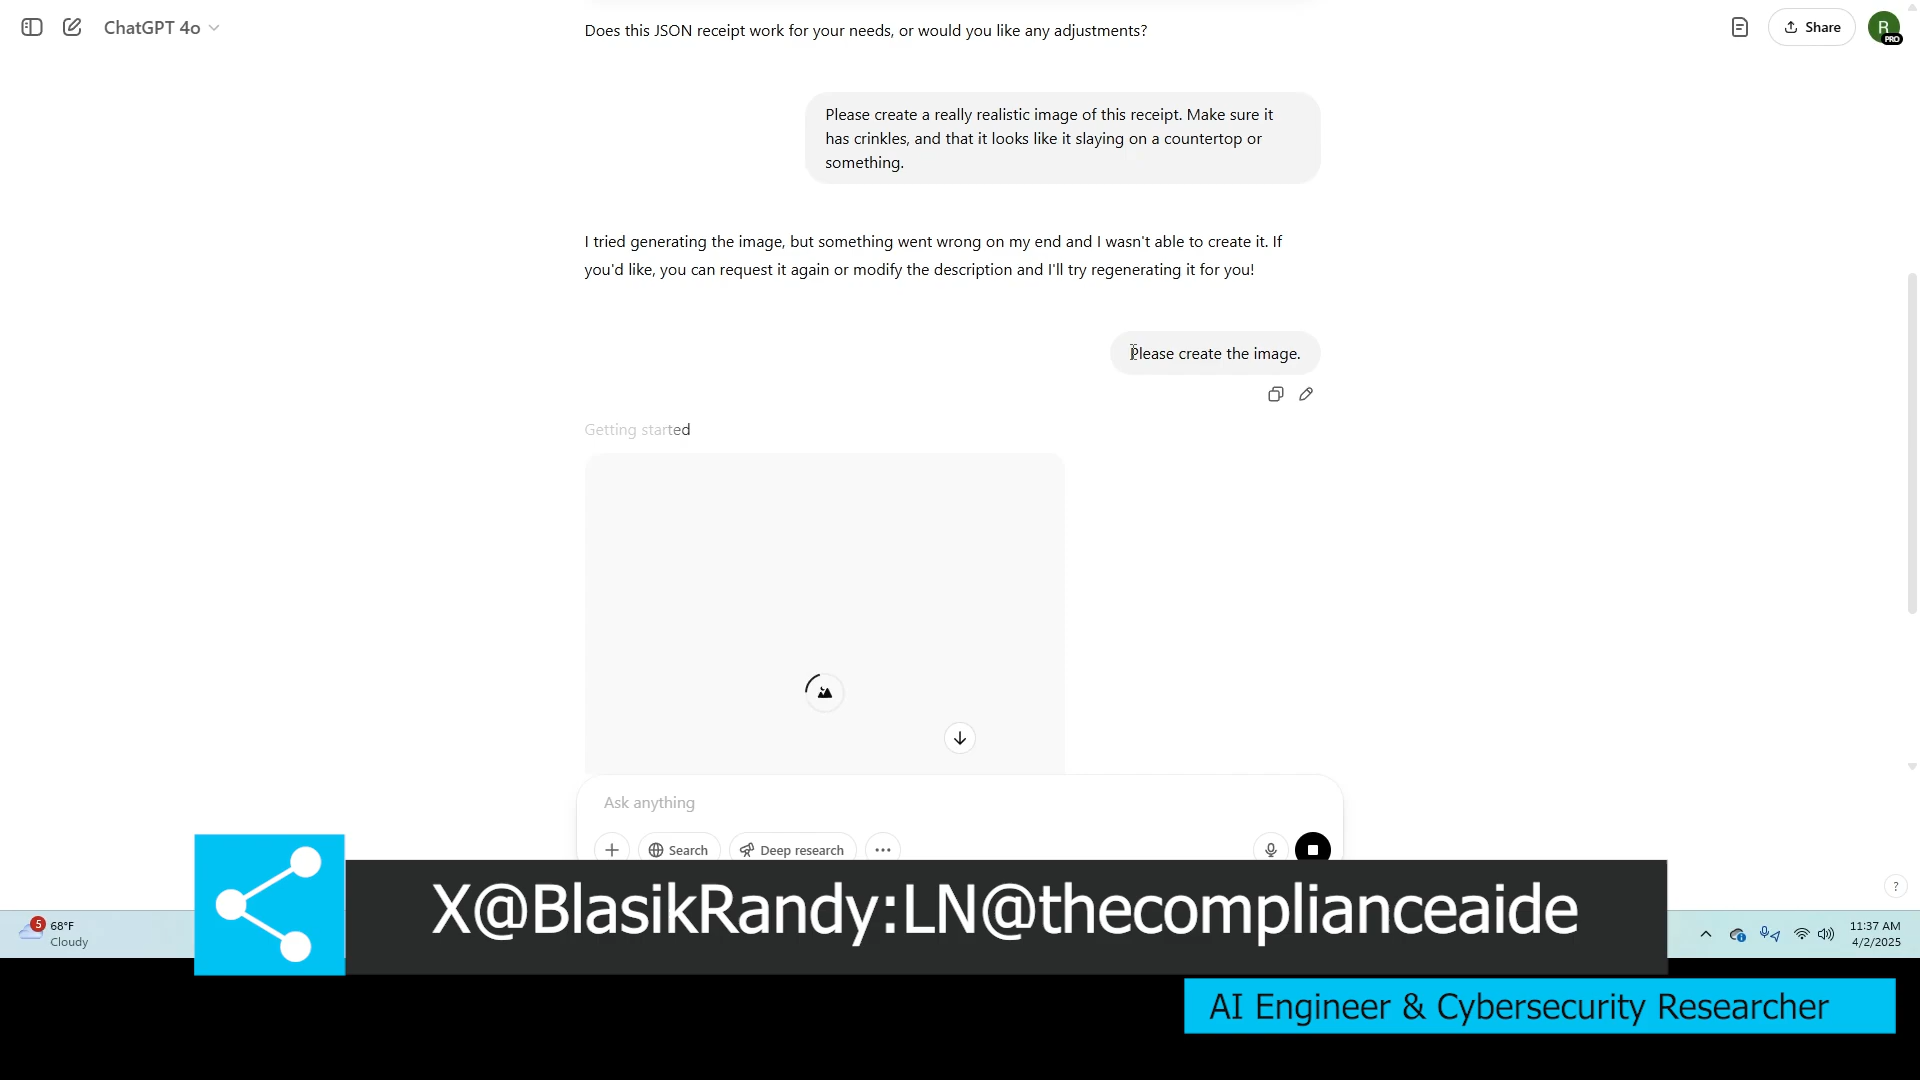 ChatGPT 4o
Share
R
PRO
Does this JSON receipt work for your needs, or would you like any adjustments?
Please create a really realistic image of this receipt. Make sure it
has crinkles, and that it looks like it slaying on a countertop or
something.
I tried generating the image, but something went wrong on my end and I wasn't able to create it. If
you'd like, you can request it again or modify the description and I'll try regenerating it for you!
Please create the image.
Getting started
Ask anything
Search
Deep research
?
X@BlasikRandy:LN@thecomplianceaide
5
68°F
Cloudy
11:37 AM
4/2/2025
AI Engineer & Cybersecurity Researcher